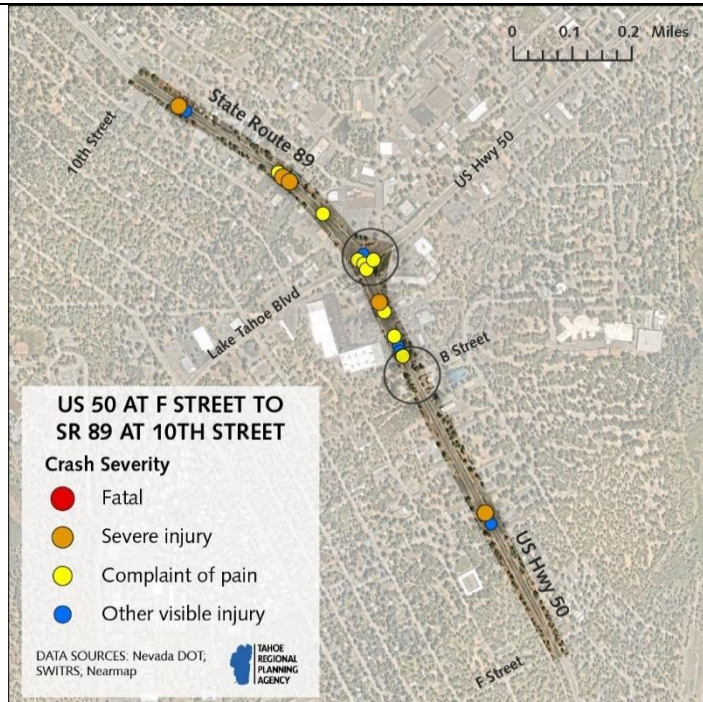 0 0.1 0.2 Miles
10th Street
State Route 89
US Hwy 50
Lake Tahoe Blvd
B Street
US 50 AT F STREET TO
SR 89 AT 10TH STREET
Crash Severity
Fatal
Severe injury
Complaint of pain
Other visible injury
DATA SOURCES: Nevada DOT,
SWITRS, Nearmap
TAHOE
REGIONAL
PLANNING
AGENCY
US Hwy 50
F Street